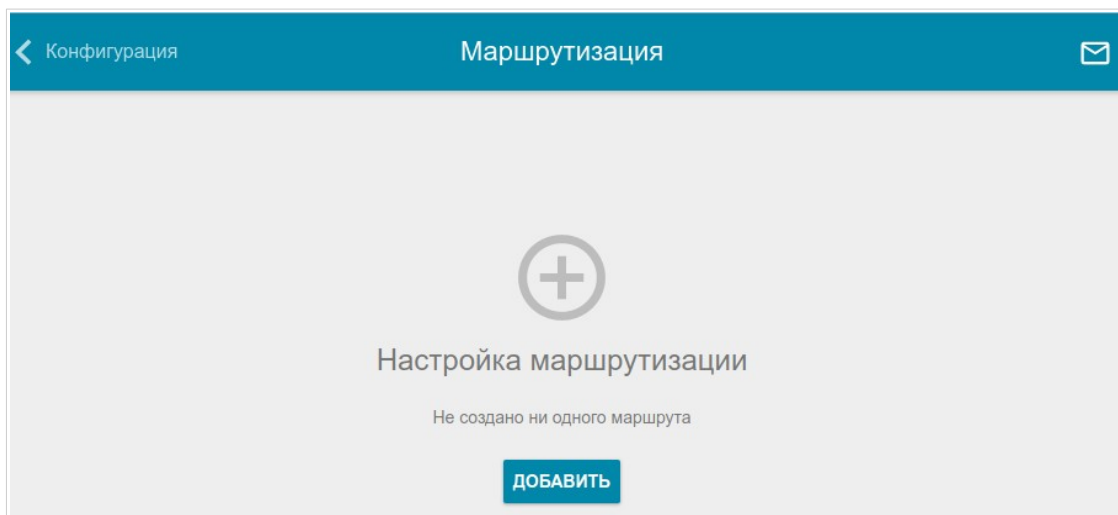 Конфигурация
Маршрутизация
Настройка маршрутизации
Не создано ни одного маршрута
ДОБАВИТЬ